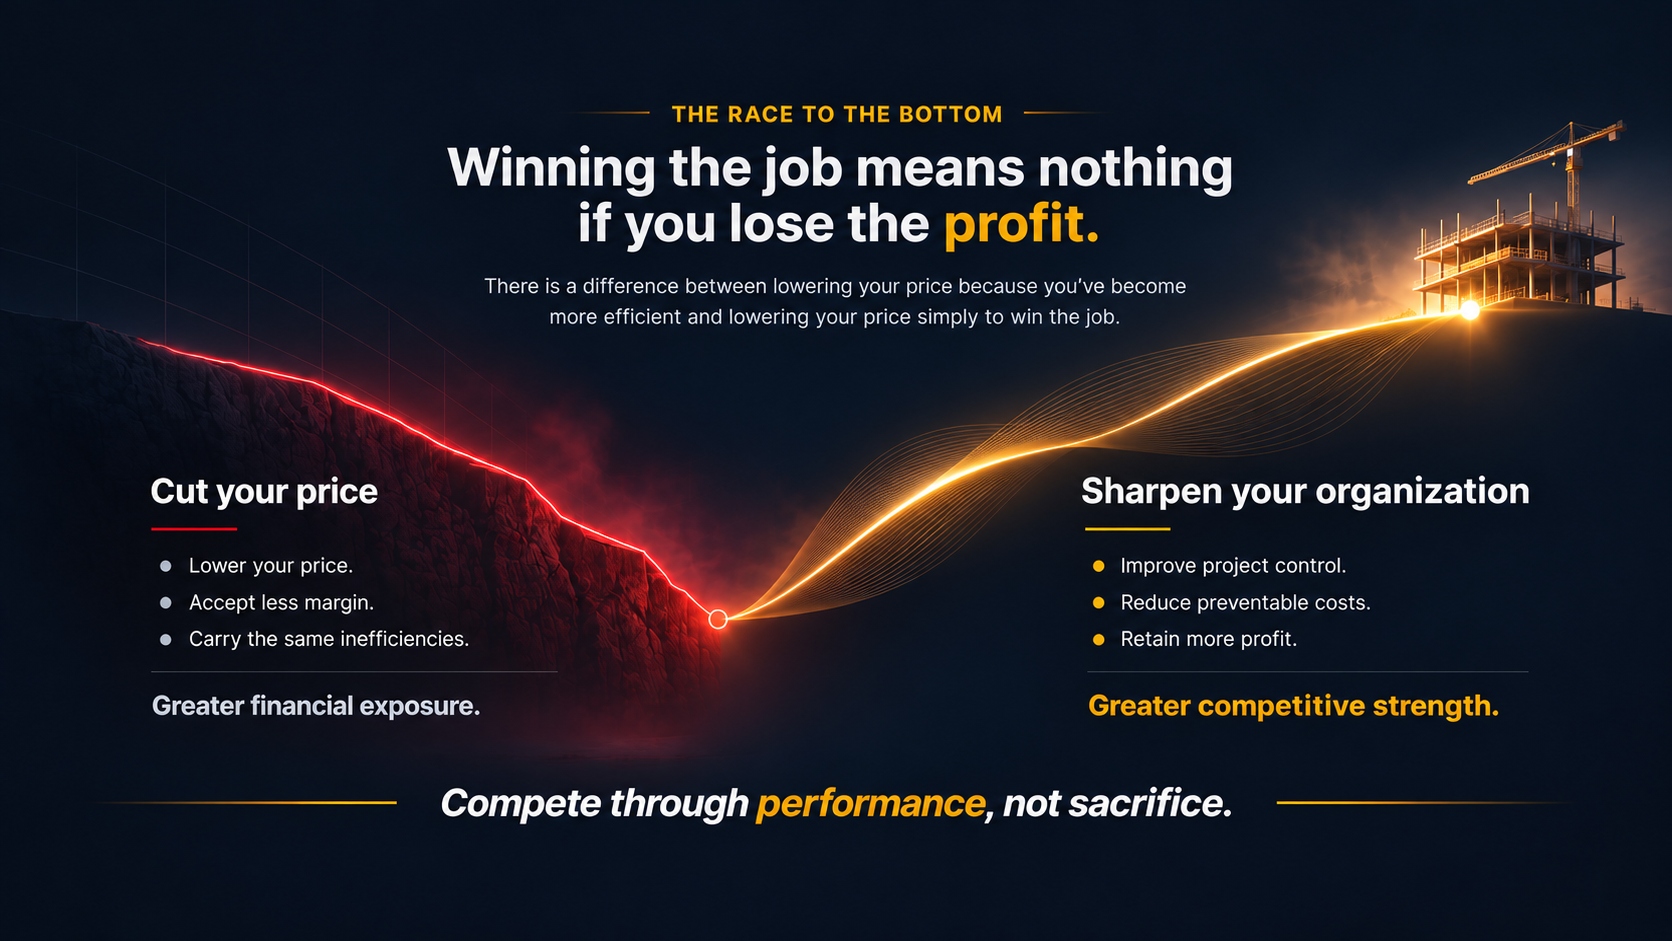 THE RACE TO THE BOTTOM
Winning the job means nothing
if you lose the profit.
There is a difference between lowering your price because you’ve become
more efficient and lowering your price simply to win the job.
Cut your price
Lower your price.
Accept less margin.
Carry the same inefficiencies.
Greater financial exposure.
Sharpen your organization
Improve project control.
Reduce preventable costs.
Retain more profit.
Greater competitive strength.
Compete through performance, not sacrifice.